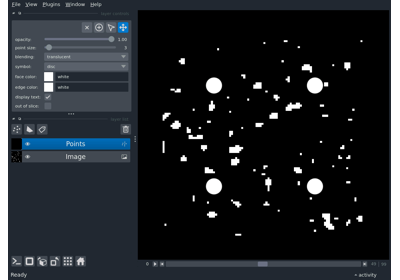 File View Plugins Window Help
opacity: 1.00
point size: 3
blending: translucent
symbol: disc
face color: white
edge color: white
display text:
out of slice:
Points
Image
0
Ready
activity